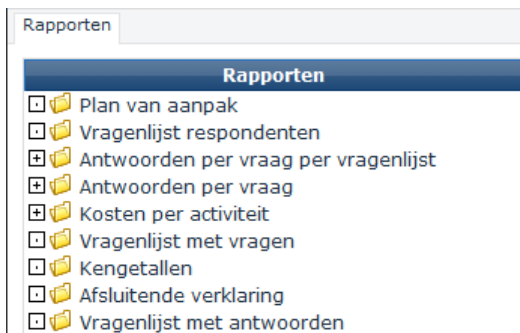 Rapporten
Rapporten
Plan van aanpak
Vragenlijst respondenten
Antwoorden per vraag per vragenlijst
Antwoorden per vraag
Kosten per activiteit
Vragenlijst met vragen
Kengetallen
Afsluitende verklaring
Vragenlijst met antwoorden